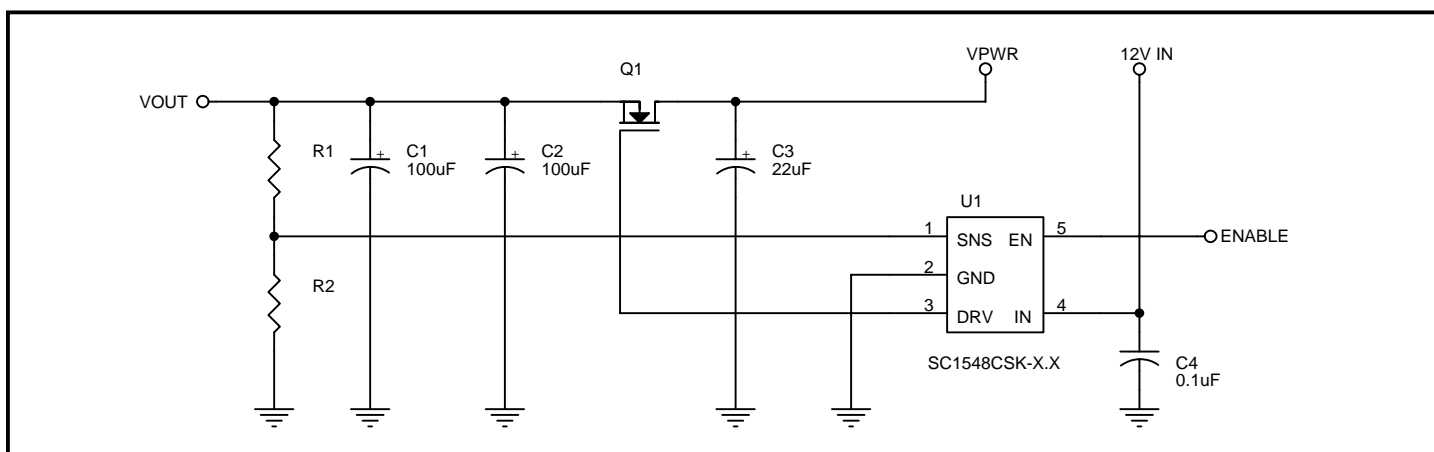 VPWR
12V IN
Q1
VOUT
R1
+
C1
100uF
+
C2
100uF
+
C3
22uF
U1
1
SNS
EN
5
ENABLE
2
GND
R2
3
DRV
IN
4
SC1548CSK-X.X
C4
0.1uF